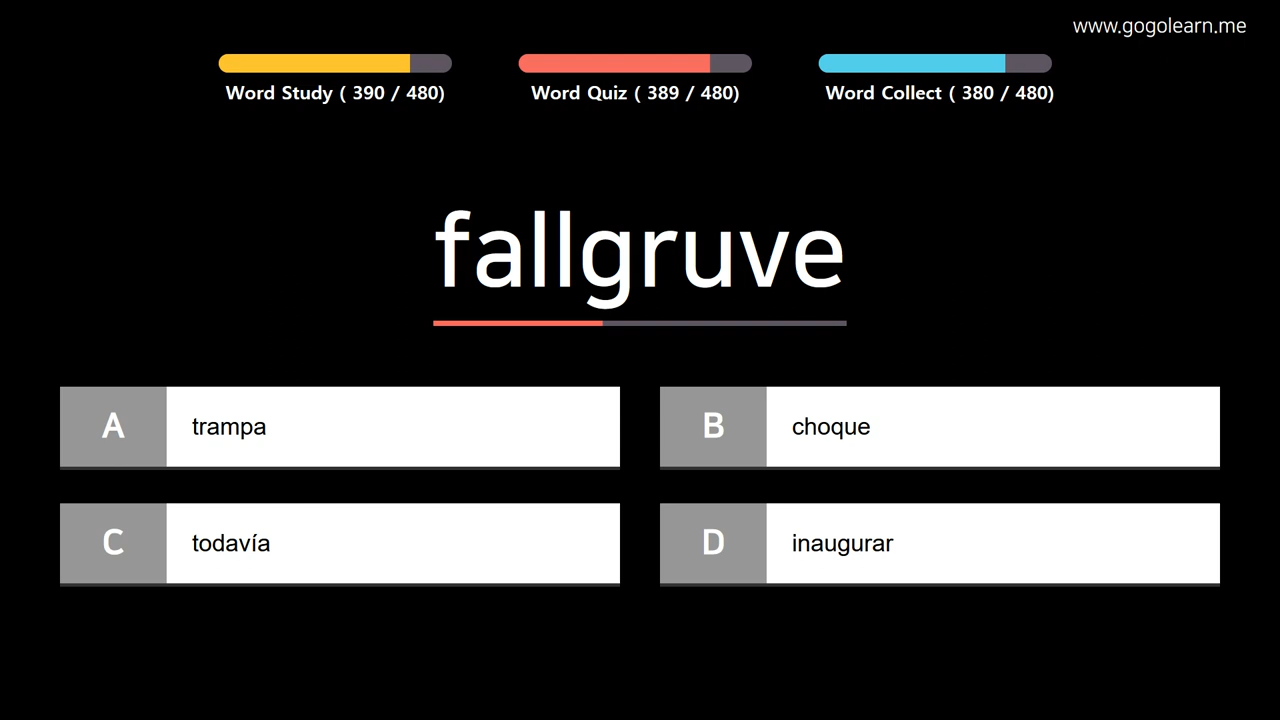 www.gogolearn.me
Word Study ( 390 / 480)
Word Quiz ( 389 / 480)
Word Collect ( 380 / 480)
fallgruve
A
trampa
B
choque
C
todavía
D
inaugurar